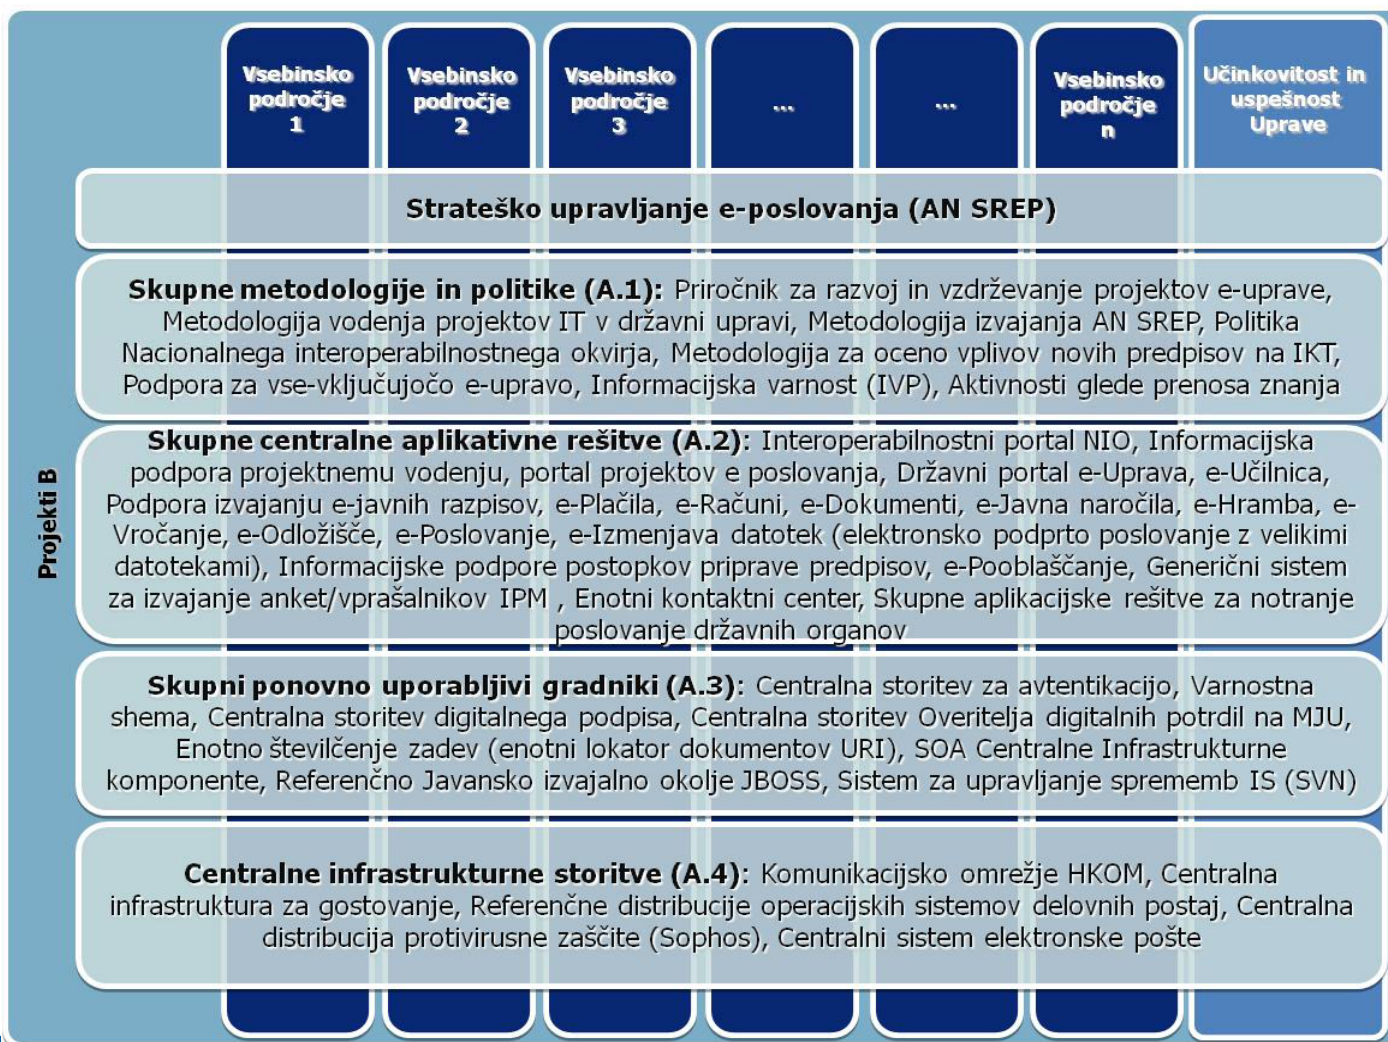 Vsebinsko
področje
1
Vsebinsko
področje
2
Vsebinsko
področje
3
...
...
Vsebinsko
področje
n
Učinkovitost in
uspešnost
Uprave
Projekti B
Strateško upravljanje e-poslovanja (AN SREP)
Skupne metodologije in politike (A.1): Priročnik za razvoj in vzdrževanje projektov e-uprave,
Metodologija vodenja projektov IT v državni upravi, Metodologija izvajanja AN SREP, Politika
Nacionalnega interoperabilnostnega okvirja, Metodologija za oceno vplivov novih predpisov na IKT,
Podpora za vse-vključujočo e-upravo, Informacijska varnost (IVP), Aktivnosti glede prenosa znanja
Skupne centralne aplikativne rešitve (A.2): Interoperabilnostni portal NIO, Informacijska
podpora projektnemu vodenju, portal projektov e poslovanja, Državni portal e-Uprava, e-Učilnica,
Podpora izvajanju e-javnih razpisov, e-Plačila, e-Računi, e-Dokumenti, e-Javna naročila, e-Hramba, e-
Vročanje, e-Odložišče, e-Poslovanje, e-Izmenjava datotek (elektronsko podprto poslovanje z velikimi
datotekami), Informacijske podpore postopkov priprave predpisov, e-Pooblaščanje, Generični sistem
za izvajanje anket/vprašalnikov IPM , Enotni kontaktni center, Skupne aplikacijske rešitve za notranje
poslovanje državnih organov
Skupni ponovno uporabljivi gradniki (A.3): Centralna storitev za avtentikacijo, Varnostna
shema, Centralna storitev digitalnega podpisa, Centralna storitev Overitelja digitalnih potrdil na MJU,
Enotno številčenje zadev (enotni lokator dokumentov URI), SOA Centralne Infrastrukturne
komponente, Referenčno Javansko izvajalno okolje JBOSS, Sistem za upravljanje sprememb IS (SVN)
Centralne infrastrukturne storitve (A.4): Komunikacijsko omrežje HKOM, Centralna
infrastruktura za gostovanje, Referenčne distribucije operacijskih sistemov delovnih postaj, Centralna
distribucija protivirusne zaščite (Sophos), Centralni sistem elektronske pošte